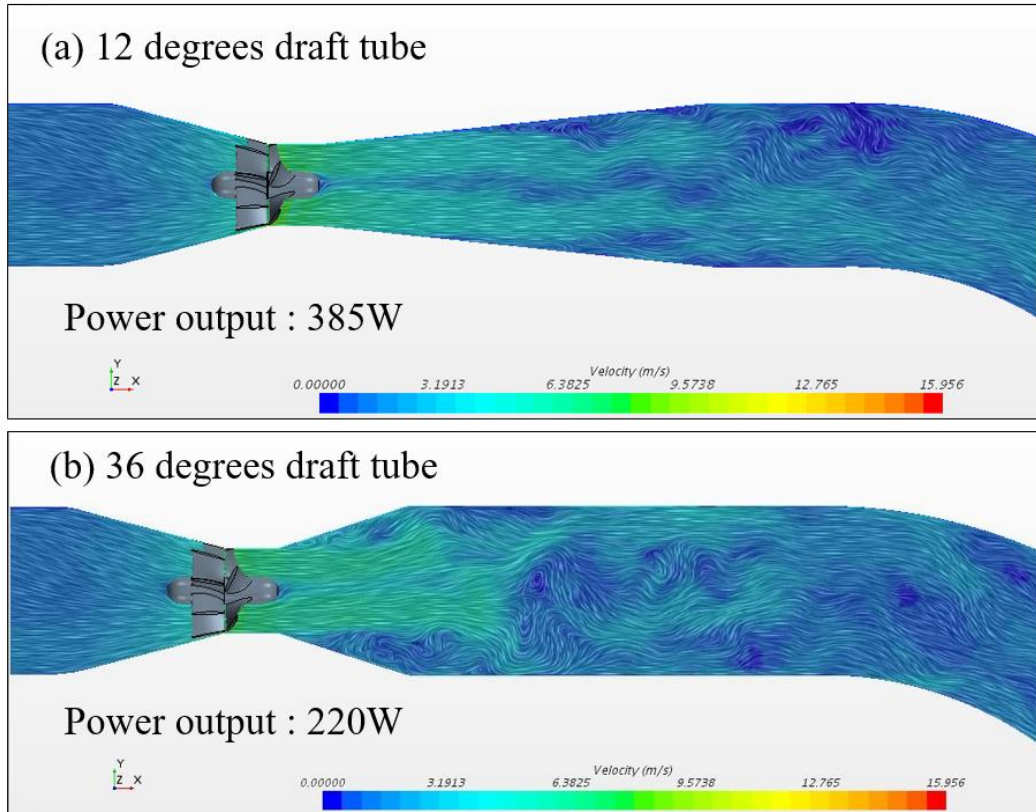 (a) 12 degrees draft tube
Power output : 385W
Y
Z X
Velocity (m/s)
0.00000 3.1913 6.3825 9.5738 12.765 15.956
(b) 36 degrees draft tube
Power output : 220W
Y
Z X
Velocity (m/s)
0.00000 3.1913 6.3825 9.5738 12.765 15.956